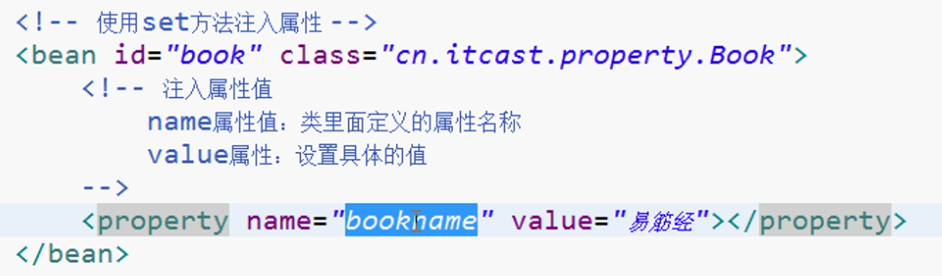 <!-- 使用set方法注入属性 -->
<bean id="book" class="cn.itcast.property.Book">
<!-- 注入属性值
name属性值：类里面定义的属性名称
value属性：设置具体的值
-->
<property name="bookname" value="易筋经"></property>
</bean>